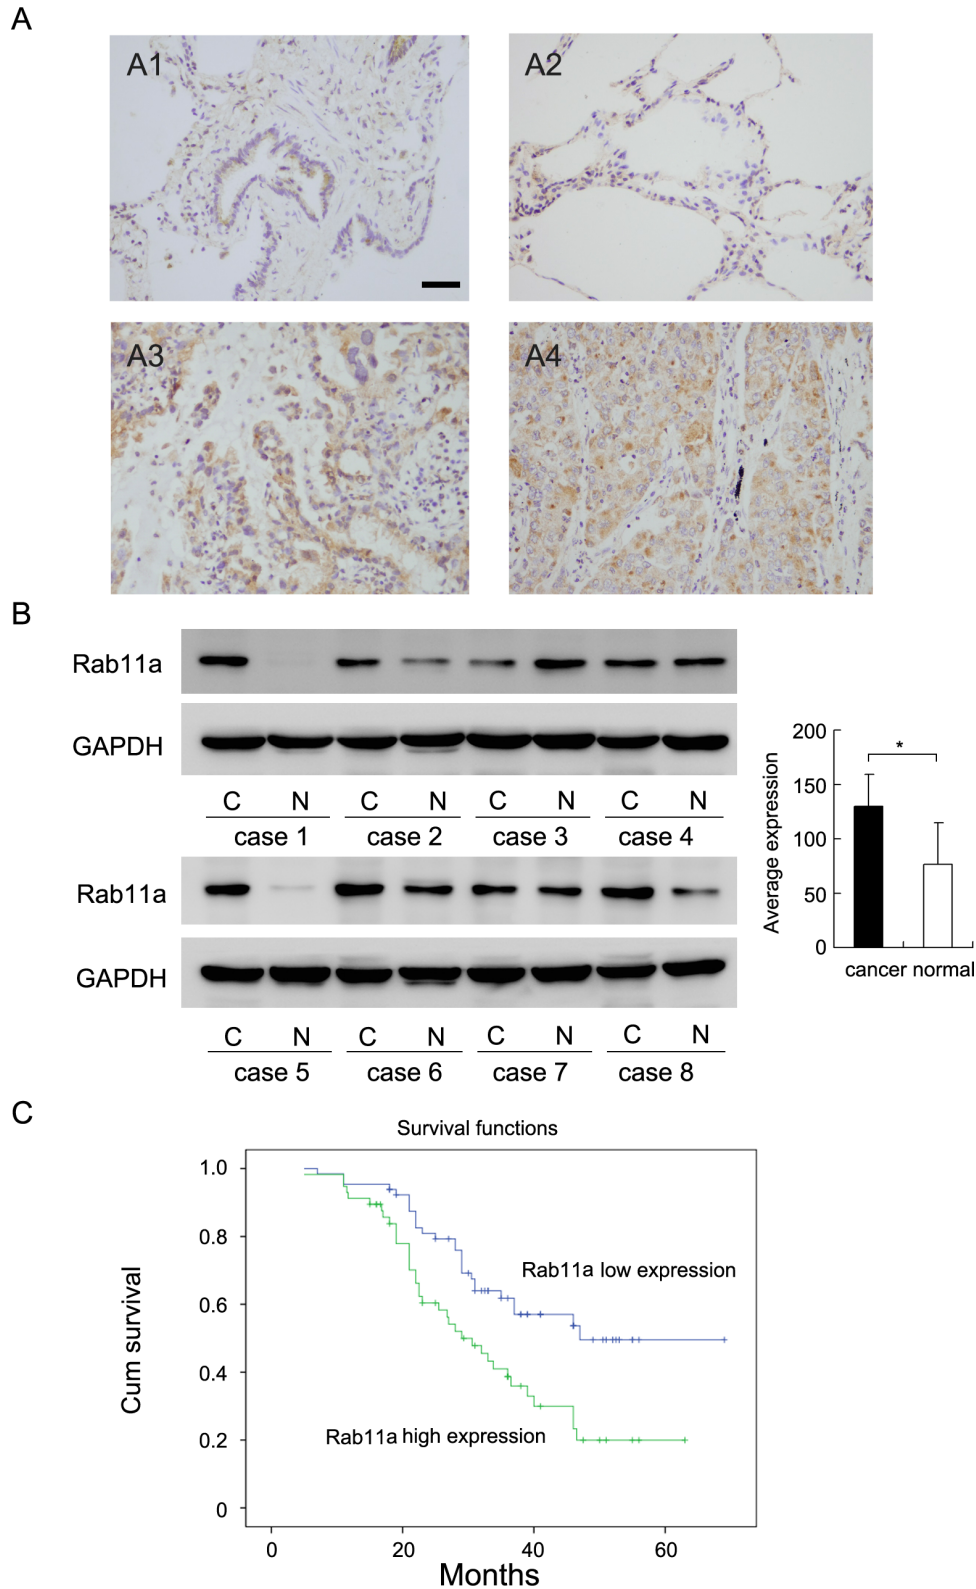 A
A1
A2
A3
A4
B
Rab11a
GAPDH
C N C N C N C N
case 1 case 2 case 3 case 4
Rab11a
GAPDH
C N C N C N C N
case 5 case 6 case 7 case 8
Average expression
200
150
100
50
0
*
cancer normal
C
Survival functions
Cum survival
1.0
0.8
0.6
0.4
0.2
0
Rab11a low expression
Rab11a high expression
0 20 40 60
Months